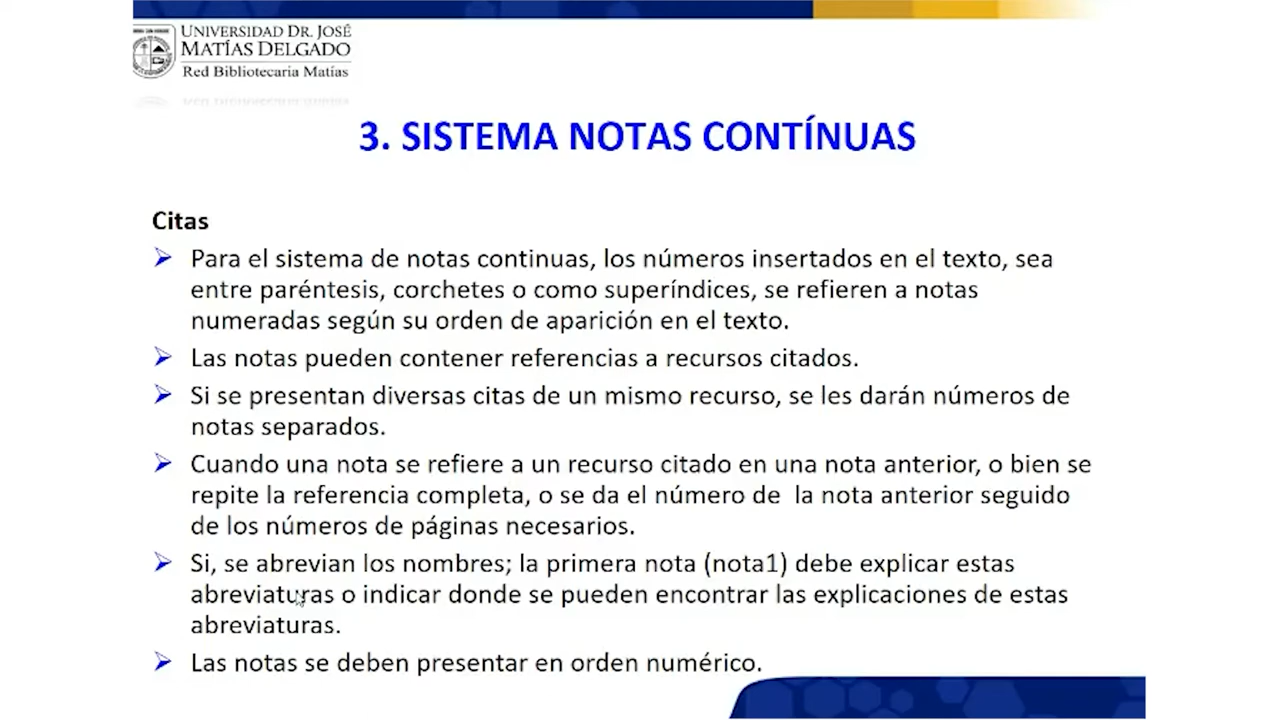 UNIVERSIDAD DR. JOSÉ
MATÍAS DELGADO
Red Bibliotecaria Matías
3. SISTEMA NOTAS CONTÍNUAS
Citas
Para el sistema de notas continuas, los números insertados en el texto, sea
entre paréntesis, corchetes o como superíndices, se refieren a notas
numeradas según su orden de aparición en el texto.
Las notas pueden contener referencias a recursos citados.
Si se presentan diversas citas de un mismo recurso, se les darán números de
notas separados.
Cuando una nota se refiere a un recurso citado en una nota anterior, o bien se
repite la referencia completa, o se da el número de la nota anterior seguido
de los números de páginas necesarios.
Si, se abrevian los nombres; la primera nota (nota1) debe explicar estas
abreviaturas o indicar donde se pueden encontrar las explicaciones de estas
abreviaturas.
Las notas se deben presentar en orden numérico.